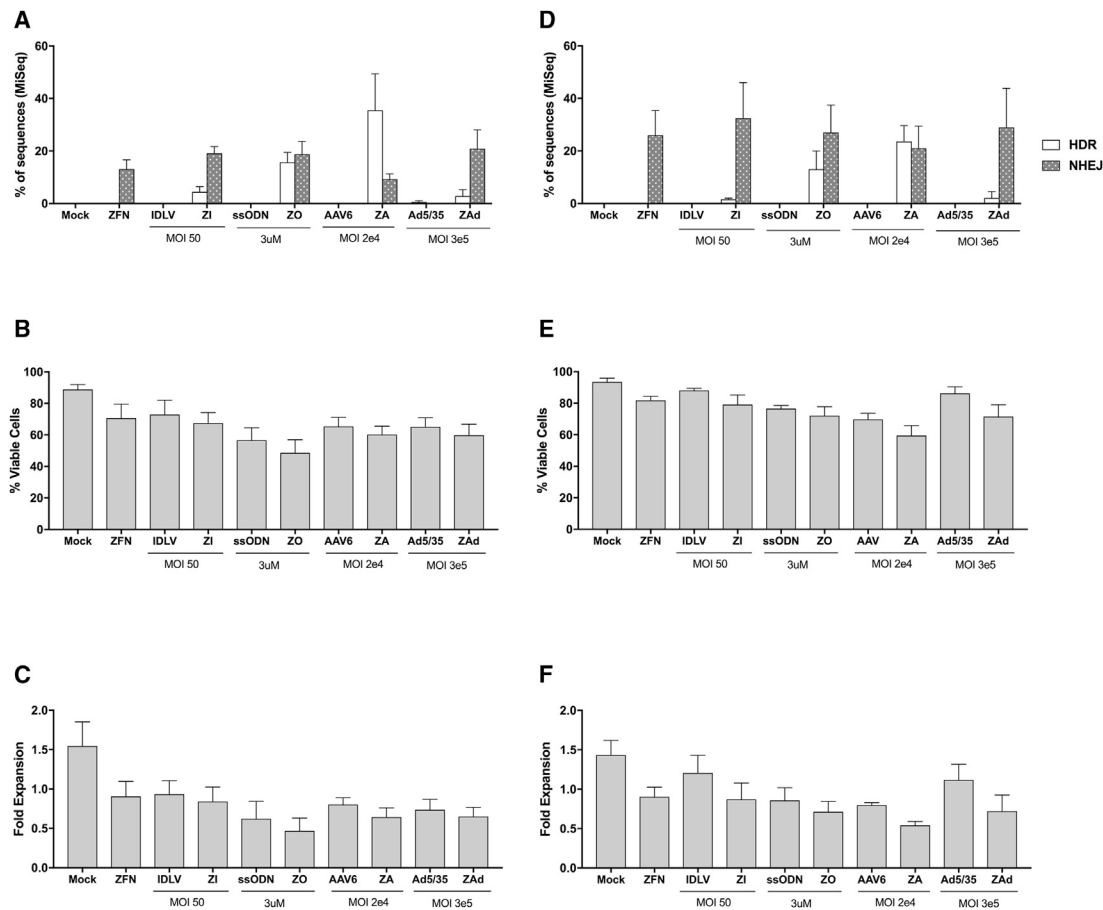 A
% of sequences (MiSeq)
60
40
20
0
Mock ZFN IDLV ZI ssODN ZO AAV6 ZA Ad5/35 ZAd
MOI 50 3uM MOI 2e4 MOI 3e5
D
% of sequences (MiSeq)
60
40
20
0
Mock ZFN IDLV ZI ssODN ZO AAV6 ZA Ad5/35 ZAd
MOI 50 3uM MOI 2e4 MOI 3e5
HDR
NHEJ
B
% Viable Cells
100
80
60
40
20
0
Mock ZFN IDLV ZI ssODN ZO AAV6 ZA Ad5/35 ZAd
MOI 50 3uM MOI 2e4 MOI 3e5
E
% Viable Cells
100
80
60
40
20
0
Mock ZFN IDLV ZI ssODN ZO AAV ZA Ad5/35 ZAd
MOI 50 3uM MOI 2e4 MOI 3e5
C
Fold Expansion
2.0
1.5
1.0
0.5
0.0
Mock ZFN IDLV ZI ssODN ZO AAV6 ZA Ad5/35 ZAd
MOI 50 3uM MOI 2e4 MOI 3e5
F
Fold Expansion
2.0
1.5
1.0
0.5
0.0
Mock ZFN IDLV ZI ssODN ZO AAV6 ZA Ad5/35 ZAd
MOI 50 3uM MOI 2e4 MOI 3e5